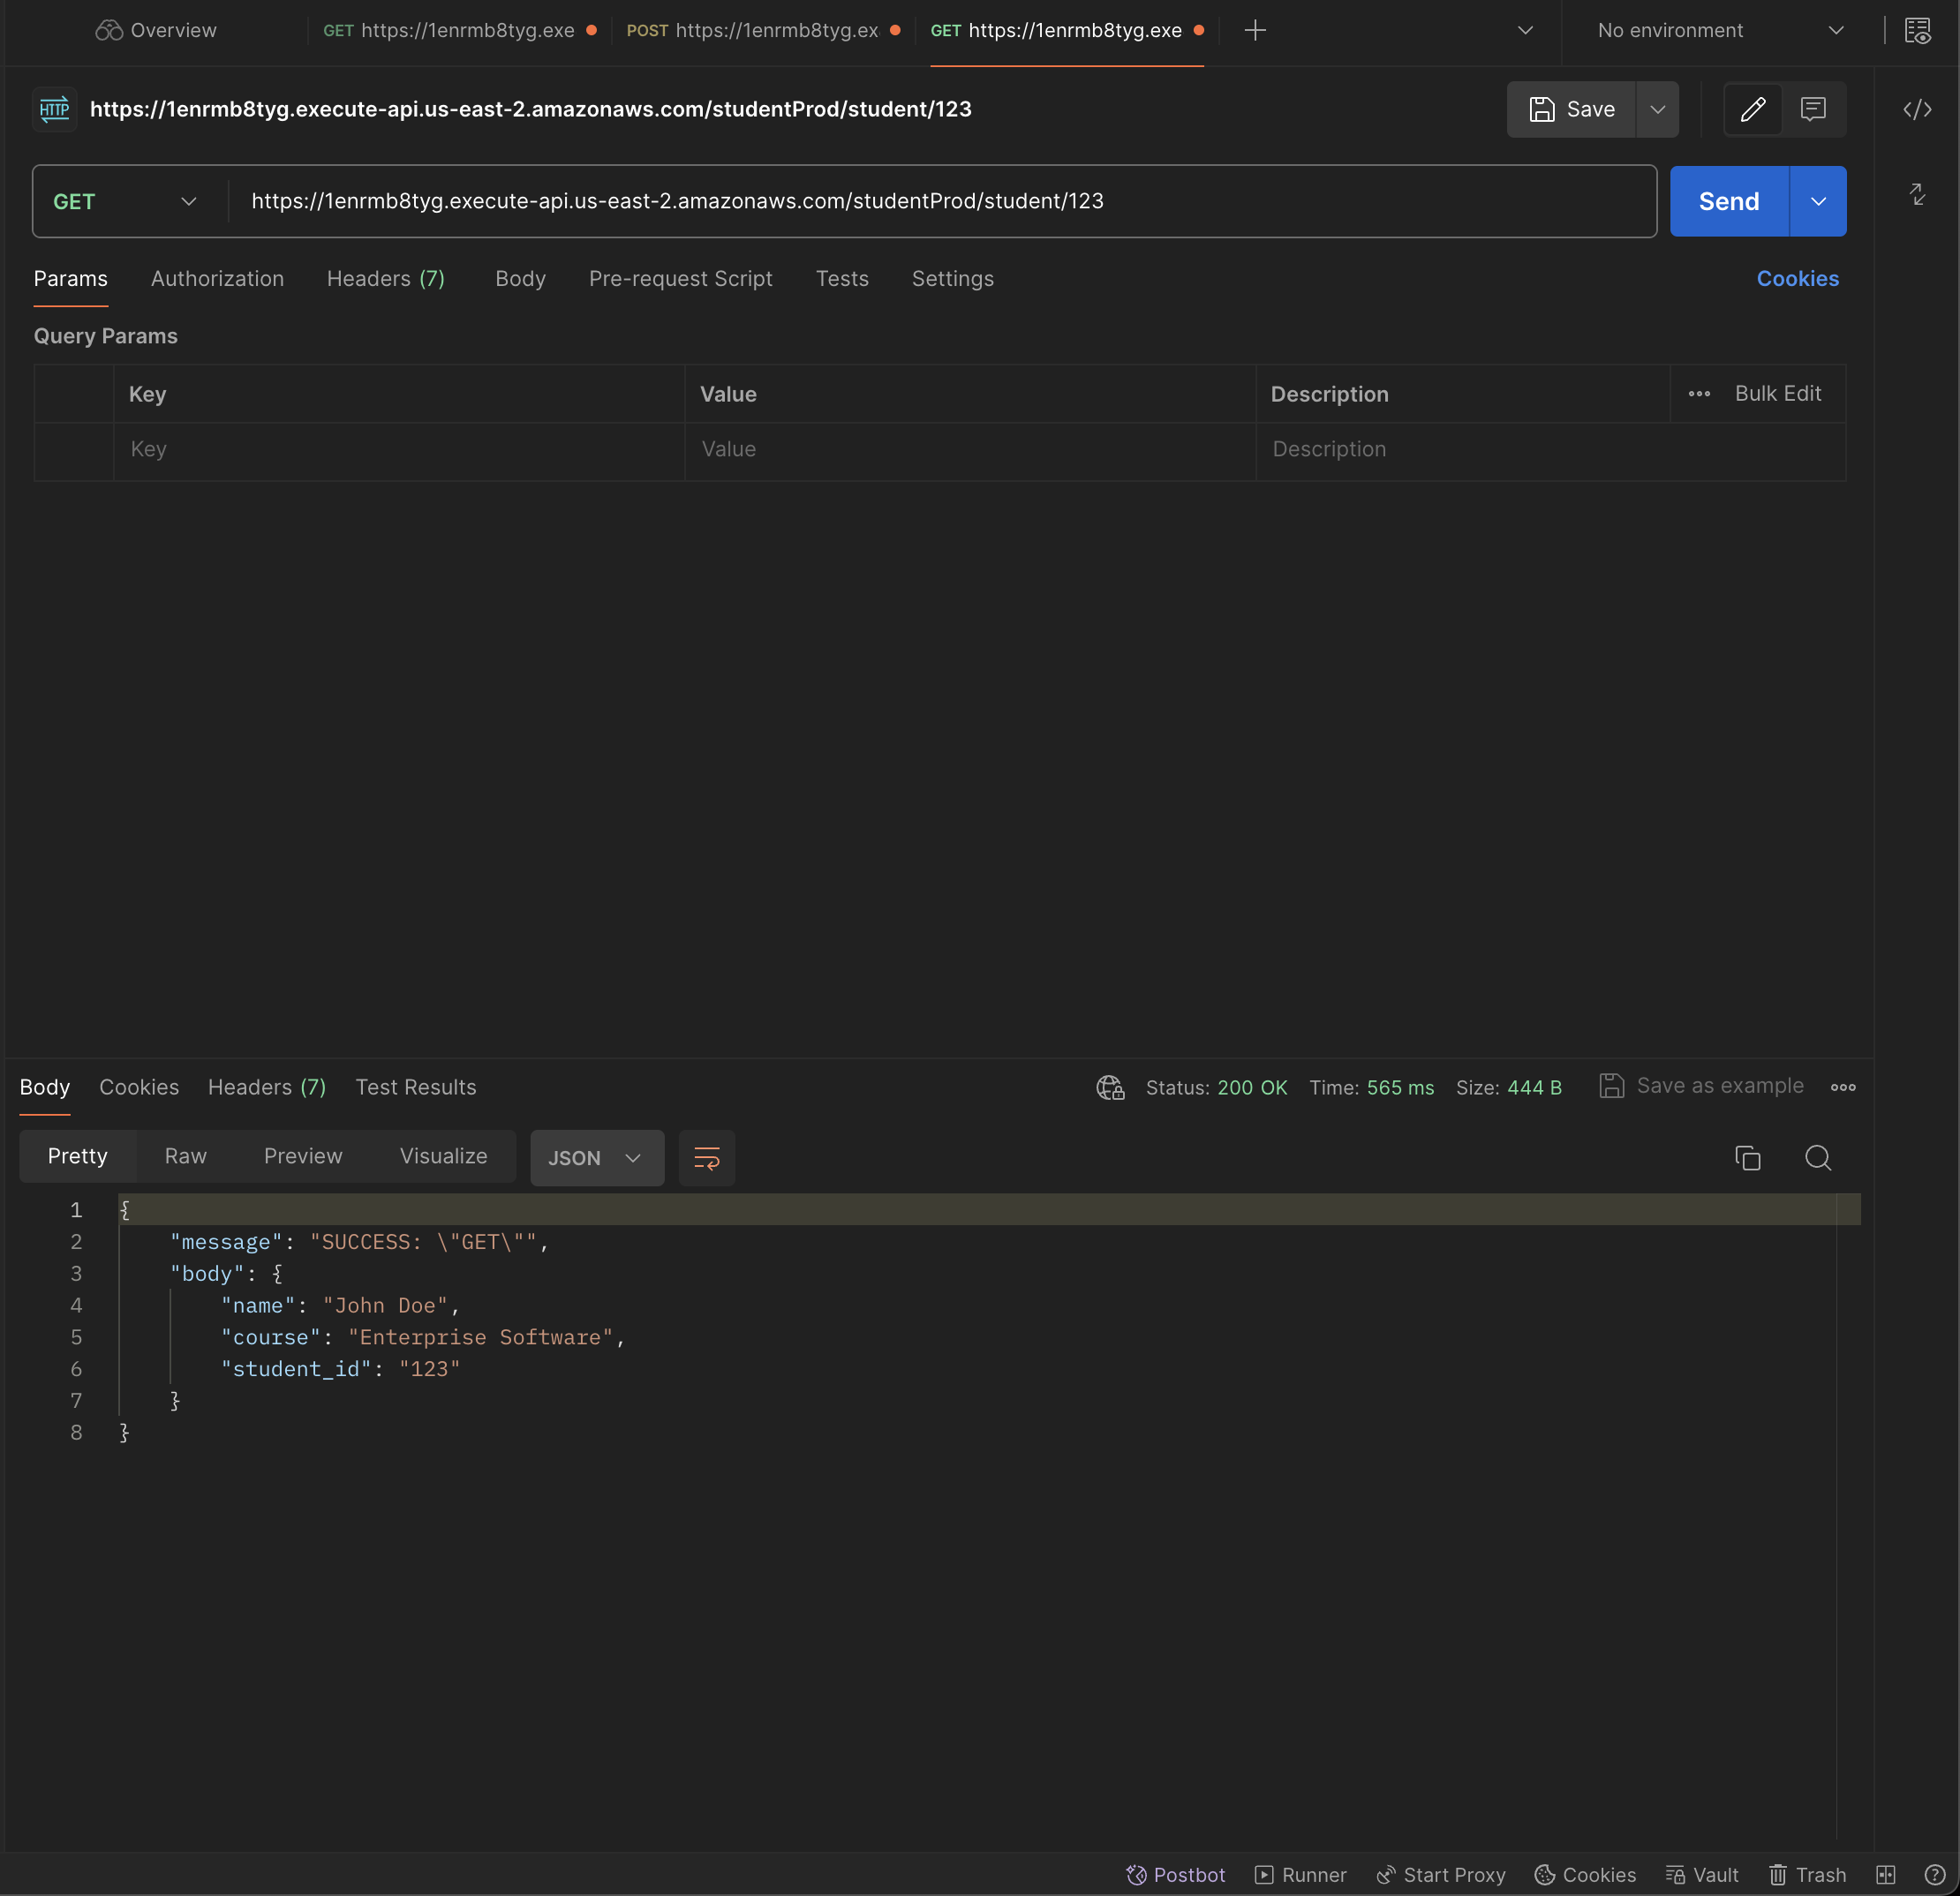 Overview
GET https://1enrmb8tyg.exe
POST https://1enrmb8tyg.ex
GET https://1enrmb8tyg.exe
No environment
HTTP https://1enrmb8tyg.execute-api.us-east-2.amazonaws.com/studentProd/student/123
Save
GET https://1enrmb8tyg.execute-api.us-east-2.amazonaws.com/studentProd/student/123
Send
Params Authorization Headers (7) Body Pre-request Script Tests Settings Cookies
Query Params
Key Value Description Bulk Edit
Key Value Description
Body Cookies Headers (7) Test Results Status: 200 OK Time: 565 ms Size: 444 B Save as example
Pretty Raw Preview Visualize JSON
1 {
2 "message": "SUCCESS: \"GET\"",
3 "body": {
4 "name": "John Doe",
5 "course": "Enterprise Software",
6 "student_id": "123"
7 }
8 }
Postbot Runner Start Proxy Cookies Vault Trash